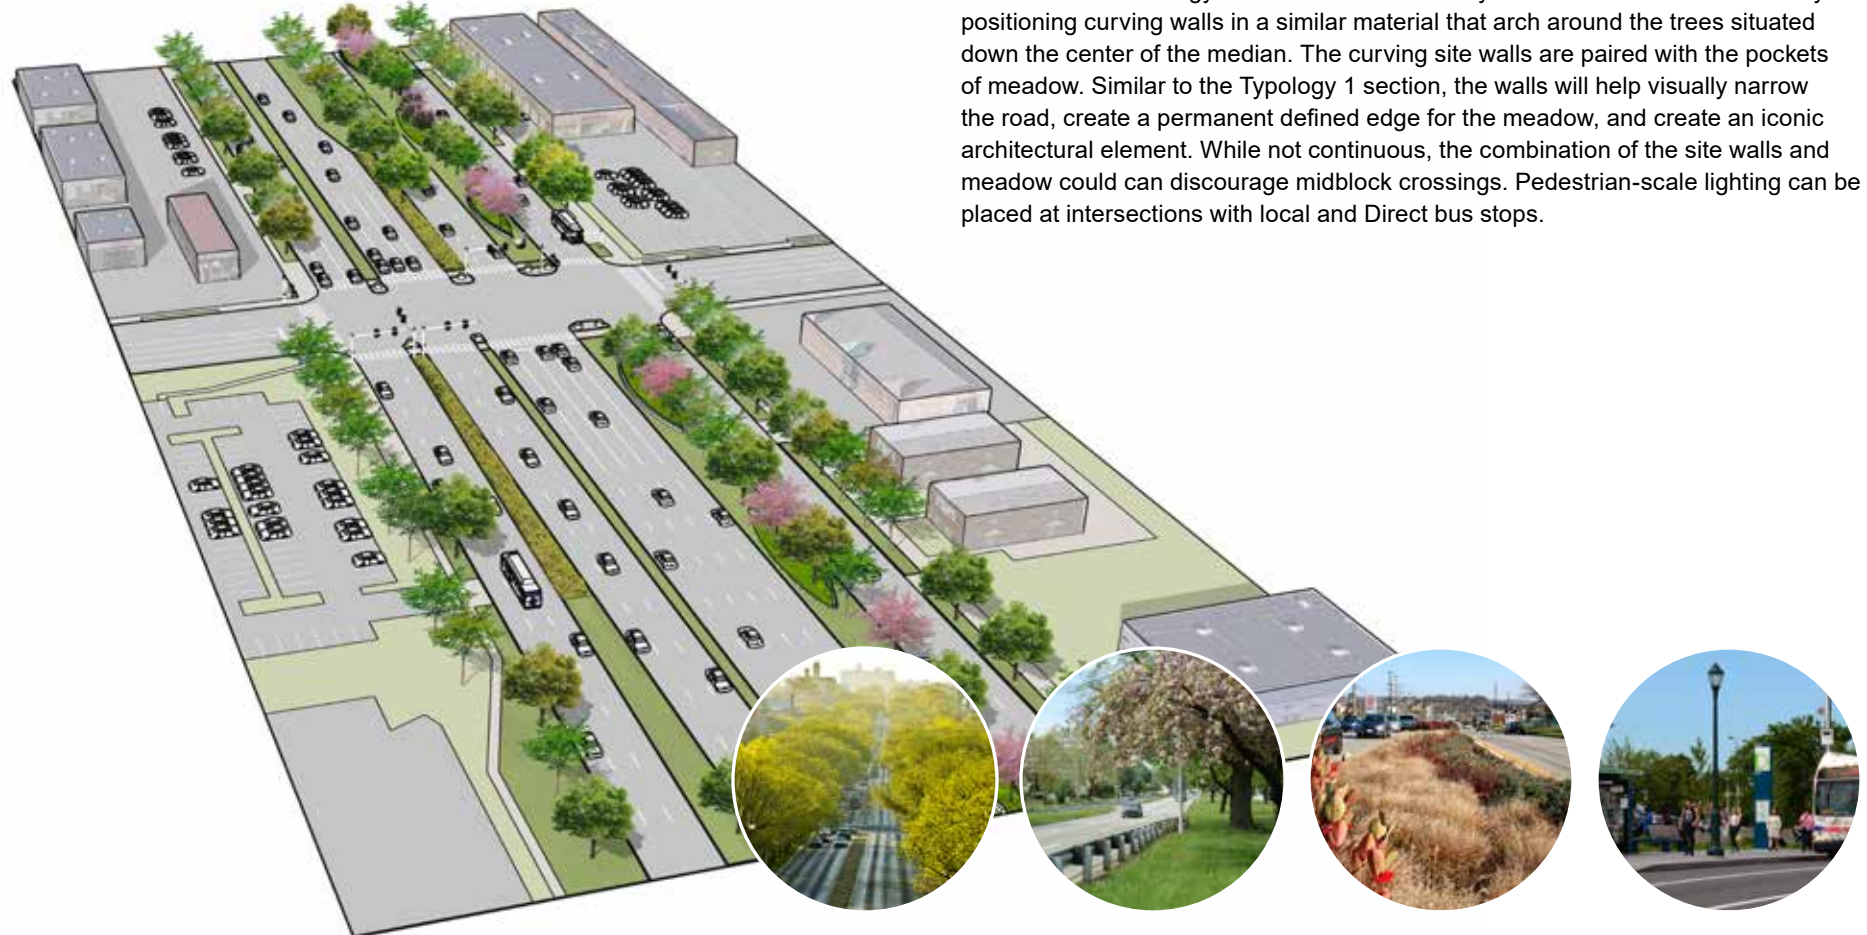 positioning curving walls in a similar material that arch around the trees situated
down the center of the median. The curving site walls are paired with the pockets
of meadow. Similar to the Typology 1 section, the walls will help visually narrow
the road, create a permanent defined edge for the meadow, and create an iconic
architectural element. While not continuous, the combination of the site walls and
meadow could can discourage midblock crossings. Pedestrian-scale lighting can be
placed at intersections with local and Direct bus stops.